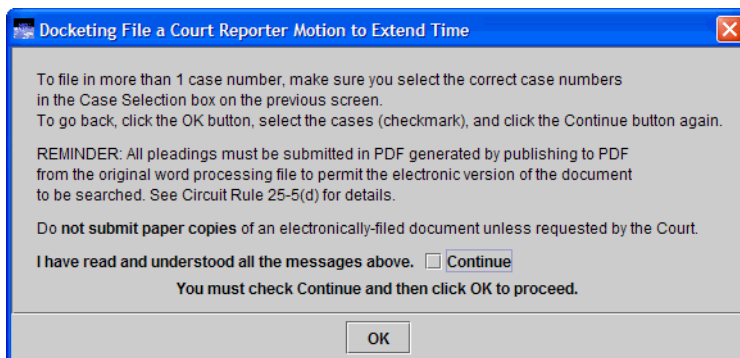 Docketing File a Court Reporter Motion to Extend Time
To file in more than 1 case number, make sure you select the correct case numbers
in the Case Selection box on the previous screen.
To go back, click the OK button, select the cases (checkmark), and click the Continue button again.
REMINDER: All pleadings must be submitted in PDF generated by publishing to PDF
from the original word processing file to permit the electronic version of the document
to be searched. See Circuit Rule 25-5(d) for details.
Do not submit paper copies of an electronically-filed document unless requested by the Court.
I have read and understood all the messages above. Continue
You must check Continue and then click OK to proceed.
OK